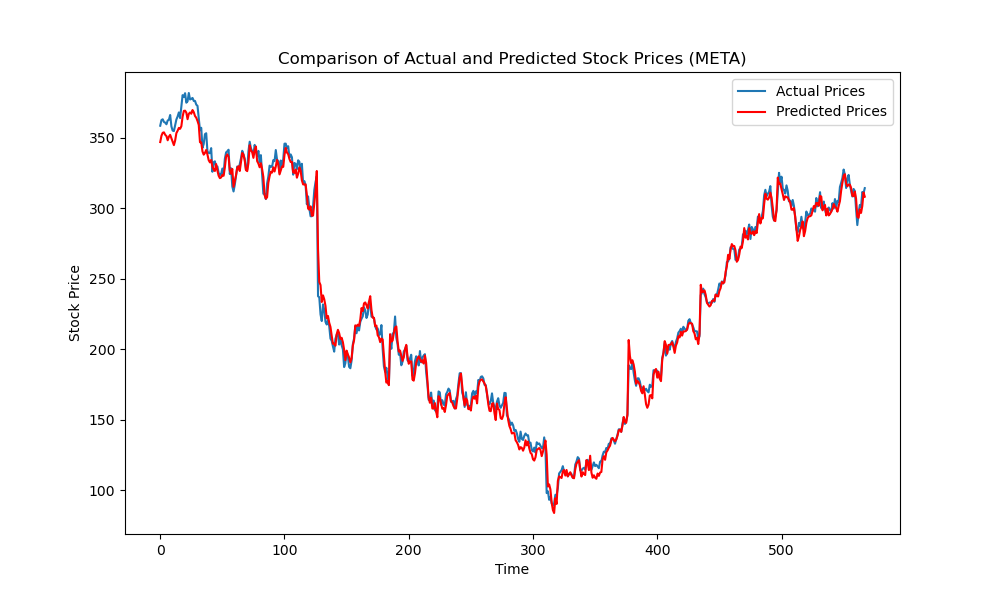 Comparison of Actual and Predicted Stock Prices (META)
Actual Prices
Predicted Prices
Stock Price
350
300
250
200
150
100
0 100 200 300 400 500
Time